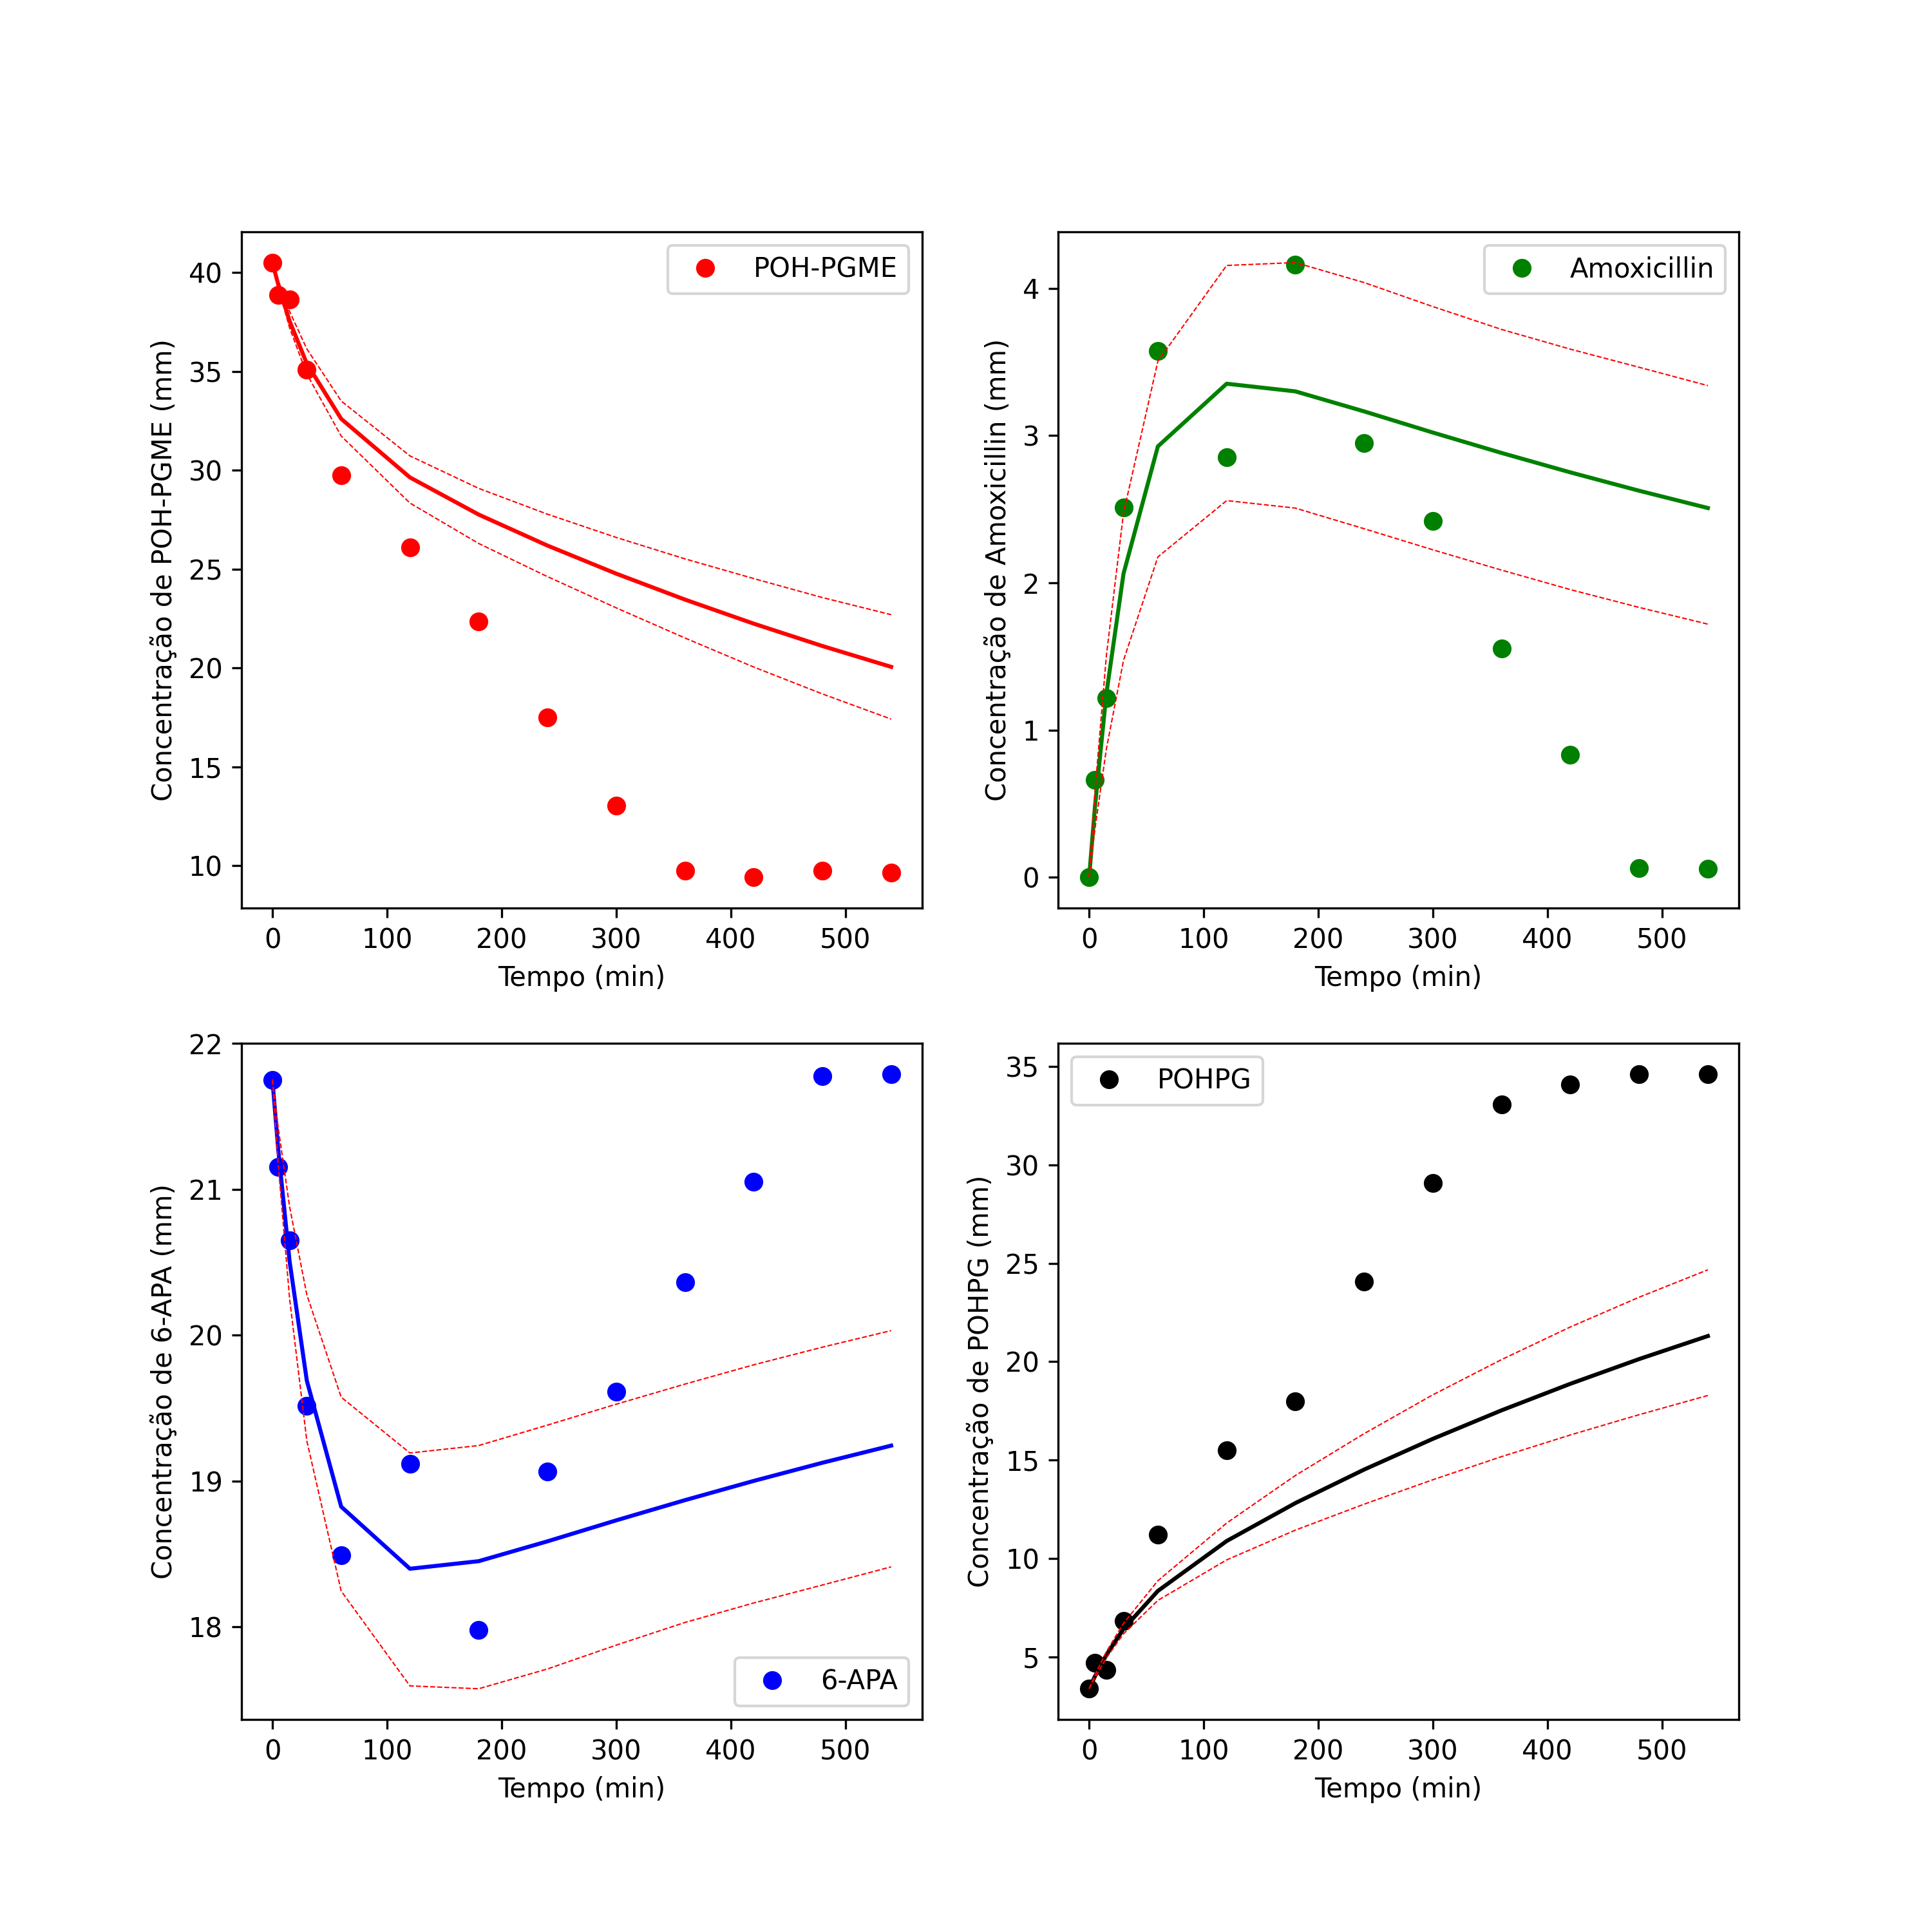 POH-PGME
Concentração de POH-PGME (mm)
40
35
30
25
20
15
10
0 100 200 300 400 500
Tempo (min)
Amoxicillin
Concentração de Amoxicillin (mm)
4
3
2
1
0
0 100 200 300 400 500
Tempo (min)
6-APA
Concentração de 6-APA (mm)
22
21
20
19
18
0 100 200 300 400 500
Tempo (min)
POHPG
Concentração de POHPG (mm)
35
30
25
20
15
10
5
0 100 200 300 400 500
Tempo (min)